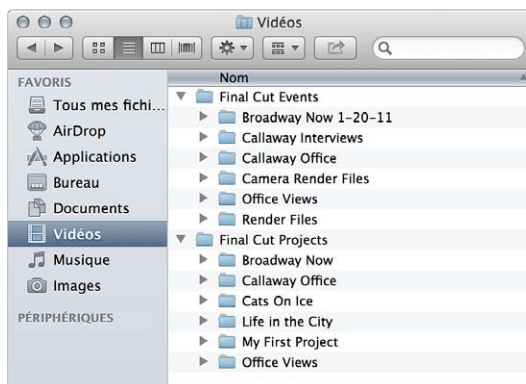 Vidéos
FAVORIS
Tous mes fichi...
AirDrop
Applications
Bureau
Documents
Vidéos
Musique
Images
PÉRIPHÉRIQUES
Nom
Final Cut Events
Broadway Now 1-20-11
Callaway Interviews
Callaway Office
Camera Render Files
Office Views
Render Files
Final Cut Projects
Broadway Now
Callaway Office
Cats On Ice
Life in the City
My First Project
Office Views